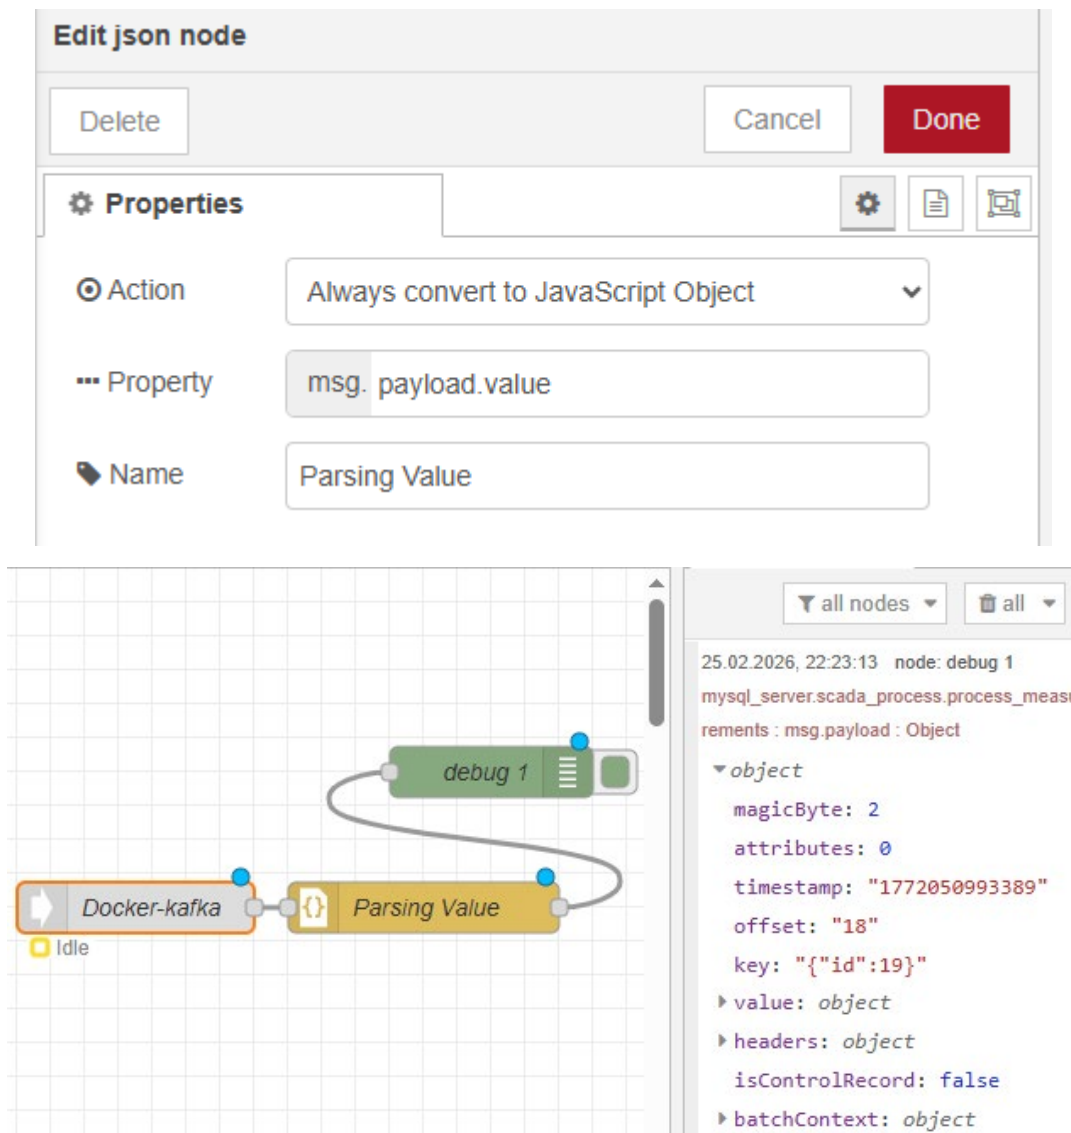 Edit json node
Delete
Cancel
Done
Properties
Action
Always convert to JavaScript Object
Property
msg. payload.value
Name
Parsing Value
all nodes
all
25.02.2026, 22:23:13 node: debug 1
mysql_server.scada_process.process_measu
rements : msg.payload : Object
object
magicByte: 2
attributes: 0
timestamp: "1772050993389"
offset: "18"
key: "{"id":19}"
value: object
headers: object
isControlRecord: false
batchContext: object
debug 1
Docker-kafka
{} Parsing Value
Idle